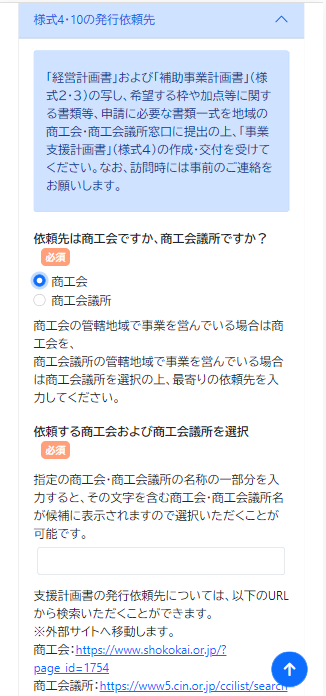 様式4・10の発行依頼先
「経営計画書」および「補助事業計画書」（様
式2・3）の写し、希望する枠や加点等に関す
る書類等、申請に必要な書類一式を地域の
商工会・商工会議所窓口に提出の上、「事業
支援計画書」（様式4）の作成・交付を受けて
ください。なお、訪問時には事前のご連絡を
お願いします。
依頼先は商工会ですか、商工会議所ですか？
必須
商工会
商工会議所
商工会の管轄地域で事業を営んでいる場合は商
工会を、
商工会議所の管轄地域で事業を営んでいる場合
は商工会議所を選択の上、最寄りの依頼先を入
力してください。
依頼する商工会および商工会議所を選択
必須
指定の商工会・商工会議所の名称の一部分を入
力すると、その文字を含む商工会・商工会議所名
が候補に表示されますので選択いただくことが
可能です。
支援計画書の発行依頼先については、以下のURL
から検索いただくことができます。
※外部サイトへ移動します。
商工会：https://www.shokokai.or.jp/?
page_id=1754
商工会議所：https://www5.cin.or.jp/ccilist/search